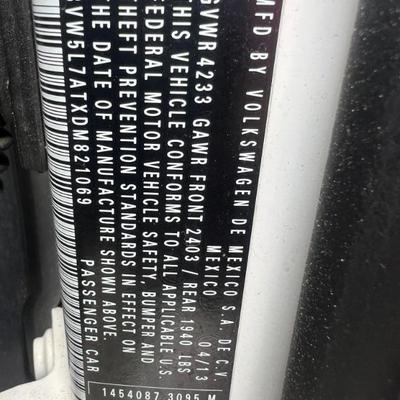 MFD BY VOLKSWAGEN DE MEXICO S.A. DE C.V.
MEXICO 04/13
GVWR 4233 GAWR FRONT 2403 / REAR 1940 LBS
THIS VEHICLE CONFORMS TO ALL APPLICABLE U.S.
FEDERAL MOTOR VEHICLE SAFETY, BUMPER AND
THEFT PREVENTION STANDARDS IN EFFECT ON
THE DATE OF MANUFACTURE SHOWN ABOVE.
3VW5L7ATXDM821069 PASSENGER CAR
1454087 3095 M